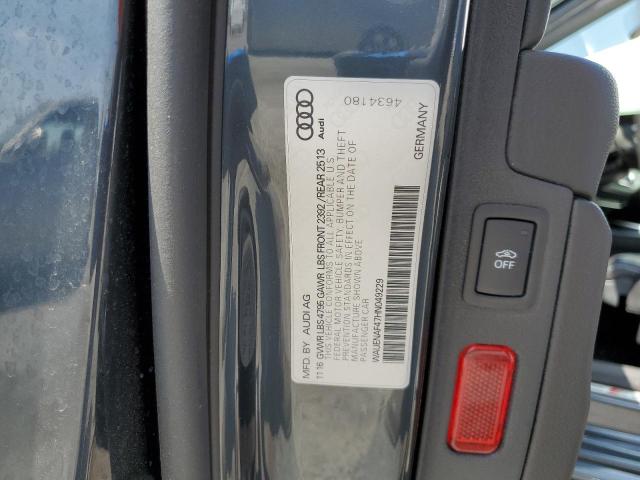 4634180
Audi
GERMANY
MFD. BY AUDI AG
11 16 GVWR LBS 4795 GAWR LBS FRONT 2392/REAR 2513
THIS VEHICLE CONFORMS TO ALL APPLICABLE U S
FEDERAL MOTOR VEHICLE SAFETY, BUMPER AND THEFT
PREVENTION STANDARDS IN EFFECT ON THE DATE OF
MANUFACTURE SHOWN ABOVE
PASSENGER CAR
WAUENAF47HN049229
OFF